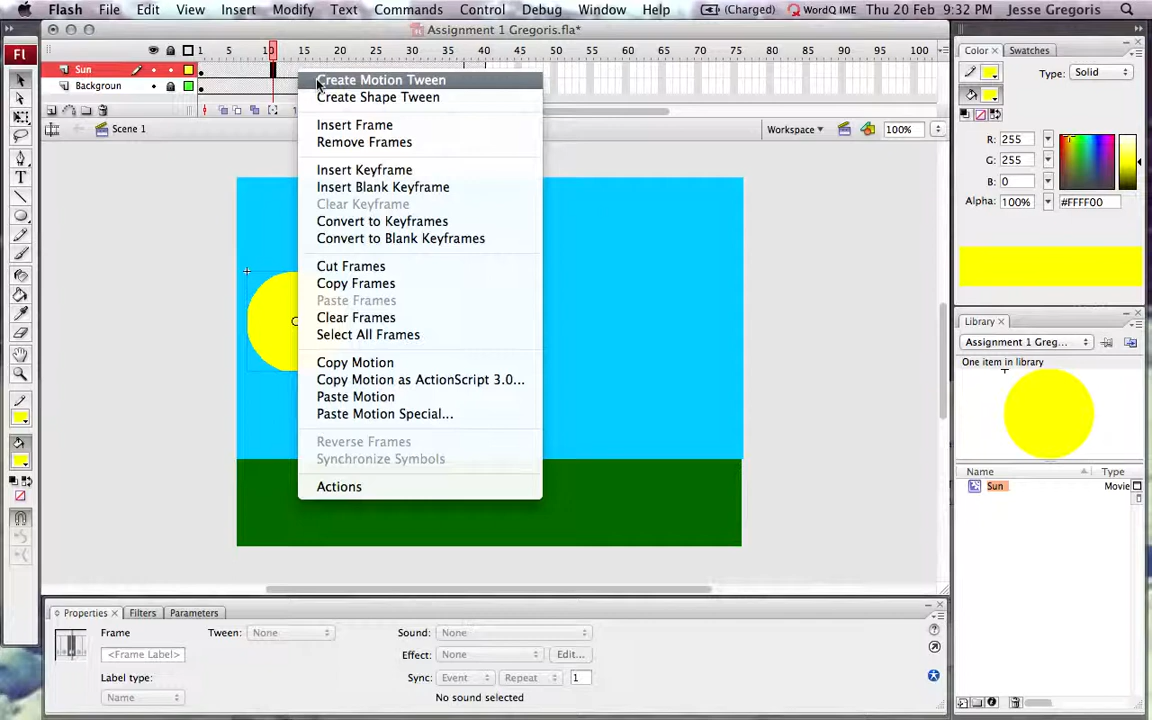 Flash File Edit View Insert Modify Text Commands Control Debug Window Help (Charged) WordQ IME Thu 20 Feb 9:32 PM Jesse Gregoris
Assignment 1 Gregoris.fla*
Fl
1 5 10 15 20 25 30 35 40 45 50 55 60 65 70 75
Sun
Backgroun
Scene 1
Workspace 100%
Create Motion Tween
Create Shape Tween
Insert Frame
Remove Frames
Insert Keyframe
Insert Blank Keyframe
Clear Keyframe
Convert to Keyframes
Convert to Blank Keyframes
Cut Frames
Copy Frames
Paste Frames
Clear Frames
Select All Frames
Copy Motion
Copy Motion as ActionScript 3.0...
Paste Motion
Paste Motion Special...
Reverse Frames
Synchronize Symbols
Actions
Color Swatches
Type: Solid
R: 255
G: 255
B: 0
Alpha: 100% #FFFF00
Library
Assignment 1 Greg...
One item in library
Name Type
Sun Movie
Properties Filters Parameters
Frame Tween: None Sound: None
<Frame Label> Effect: None Edit...
Label type: Sync: Event Repeat 1
Name No sound selected